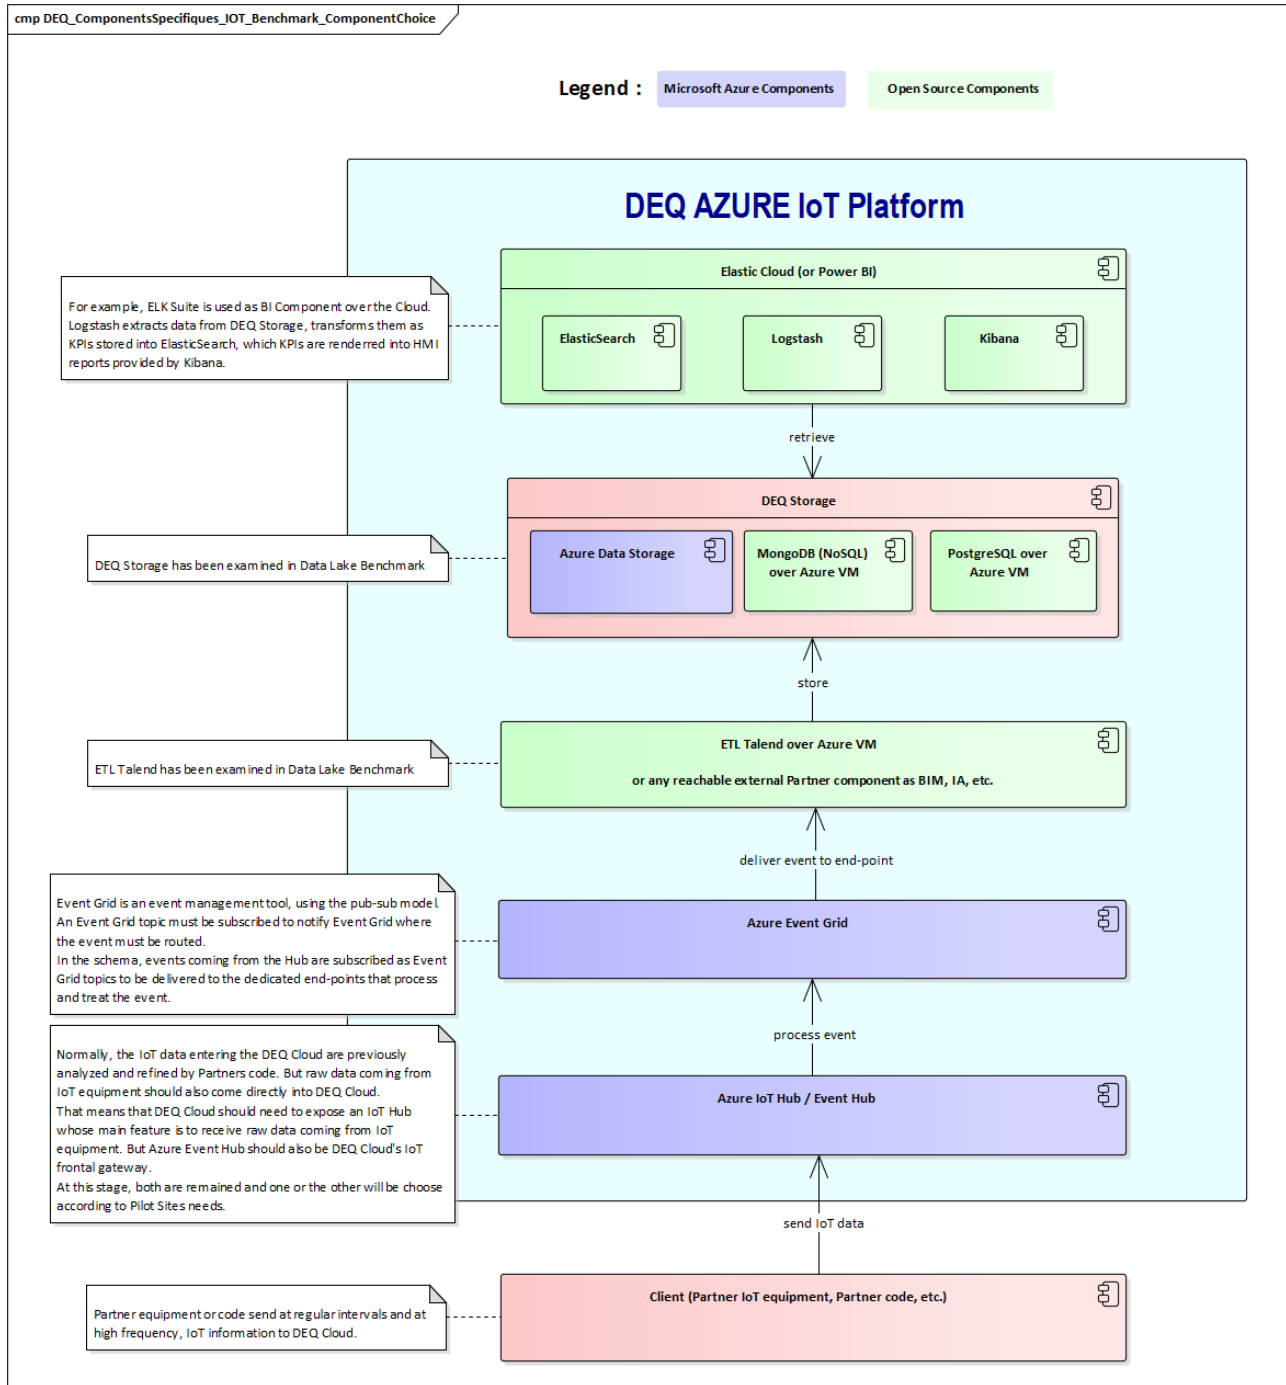 cmp DEQ_ComponentsSpecifiques_IOT_Benchmark_ComponentChoice
Legend :
Microsoft Azure Components
Open Source Components
DEQ AZURE IoT Platform
Elastic Cloud (or Power BI)
ElasticSearch
Logstash
Kibana
For example, ELK Suite is used as BI Component over the Cloud.
Logstash extracts data from DEQ Storage, transforms them as
KPIs stored into ElasticSearch, which KPIs are renderred into HMI
reports provided by Kibana.
retrieve
DEQ Storage
Azure Data Storage
MongoDB (NoSQL)
over Azure VM
PostgreSQL over
Azure VM
DEQ Storage has been examined in Data Lake Benchmark
store
ETL Talend over Azure VM
or any reachable external Partner component as BIM, IA, etc.
ETL Talend has been examined in Data Lake Benchmark
deliver event to end-point
Azure Event Grid
Event Grid is an event management tool, using the pub-sub model.
An Event Grid topic must be subscribed to notify Event Grid where
the event must be routed.
In the schema, events coming from the Hub are subscribed as Event
Grid topics to be delivered to the dedicated end-points that process
and treat the event.
process event
Azure IoT Hub / Event Hub
Normally, the IoT data entering the DEQ Cloud are previously
analyzed and refined by Partners code. But raw data coming from
IoT equipment should also come directly into DEQ Cloud.
That means that DEQ Cloud should need to expose an IoT Hub
whose main feature is to receive raw data coming from IoT
equipment. But Azure Event Hub should also be DEQ Cloud's IoT
frontal gateway.
At this stage, both are remained and one or the other will be choose
according to Pilot Sites needs.
send IoT data
Client (Partner IoT equipment, Partner code, etc.)
Partner equipment or code send at regular intervals and at
high frequency, IoT information to DEQ Cloud.